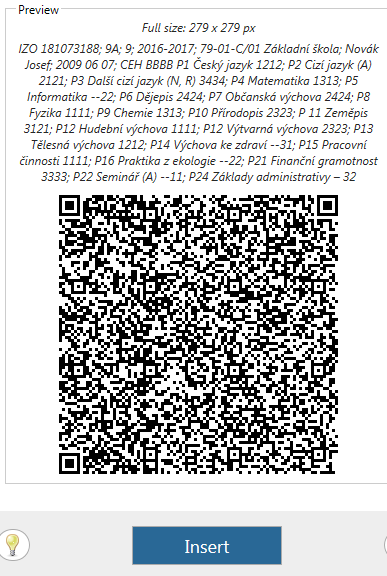 Preview
Full size: 279 x 279 px
IZO 181073188; 9A; 9; 2016-2017; 79-01-C/01 Základní škola; Novák
Josef; 2009 06 07; CEH BBBB P1 Český jazyk 1212; P2 Cizí jazyk (A)
2121; P3 Další cizí jazyk (N, R) 3434; P4 Matematika 1313; P5
Informatika --22; P6 Dějepis 2424; P7 Občanská výchova 2424; P8
Fyzika 1111; P9 Chemie 1313; P10 Přírodopis 2323; P 11 Zeměpis
3121; P12 Hudební výchova 1111; P12 Výtvarná výchova 2323; P13
Tělesná výchova 1212; P14 Výchova ke zdraví --31; P15 Pracovní
činnosti 1111; P16 Praktika z ekologie --22; P21 Finanční gramotnost
3333; P22 Seminář (A) --11; P24 Základy administrativy – 32
Insert